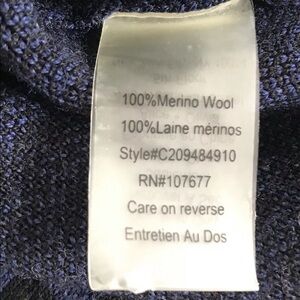 100%Merino Wool
100%Laine mérinos
Style#C209484910
RN#107677
Care on reverse
Entretien Au Dos